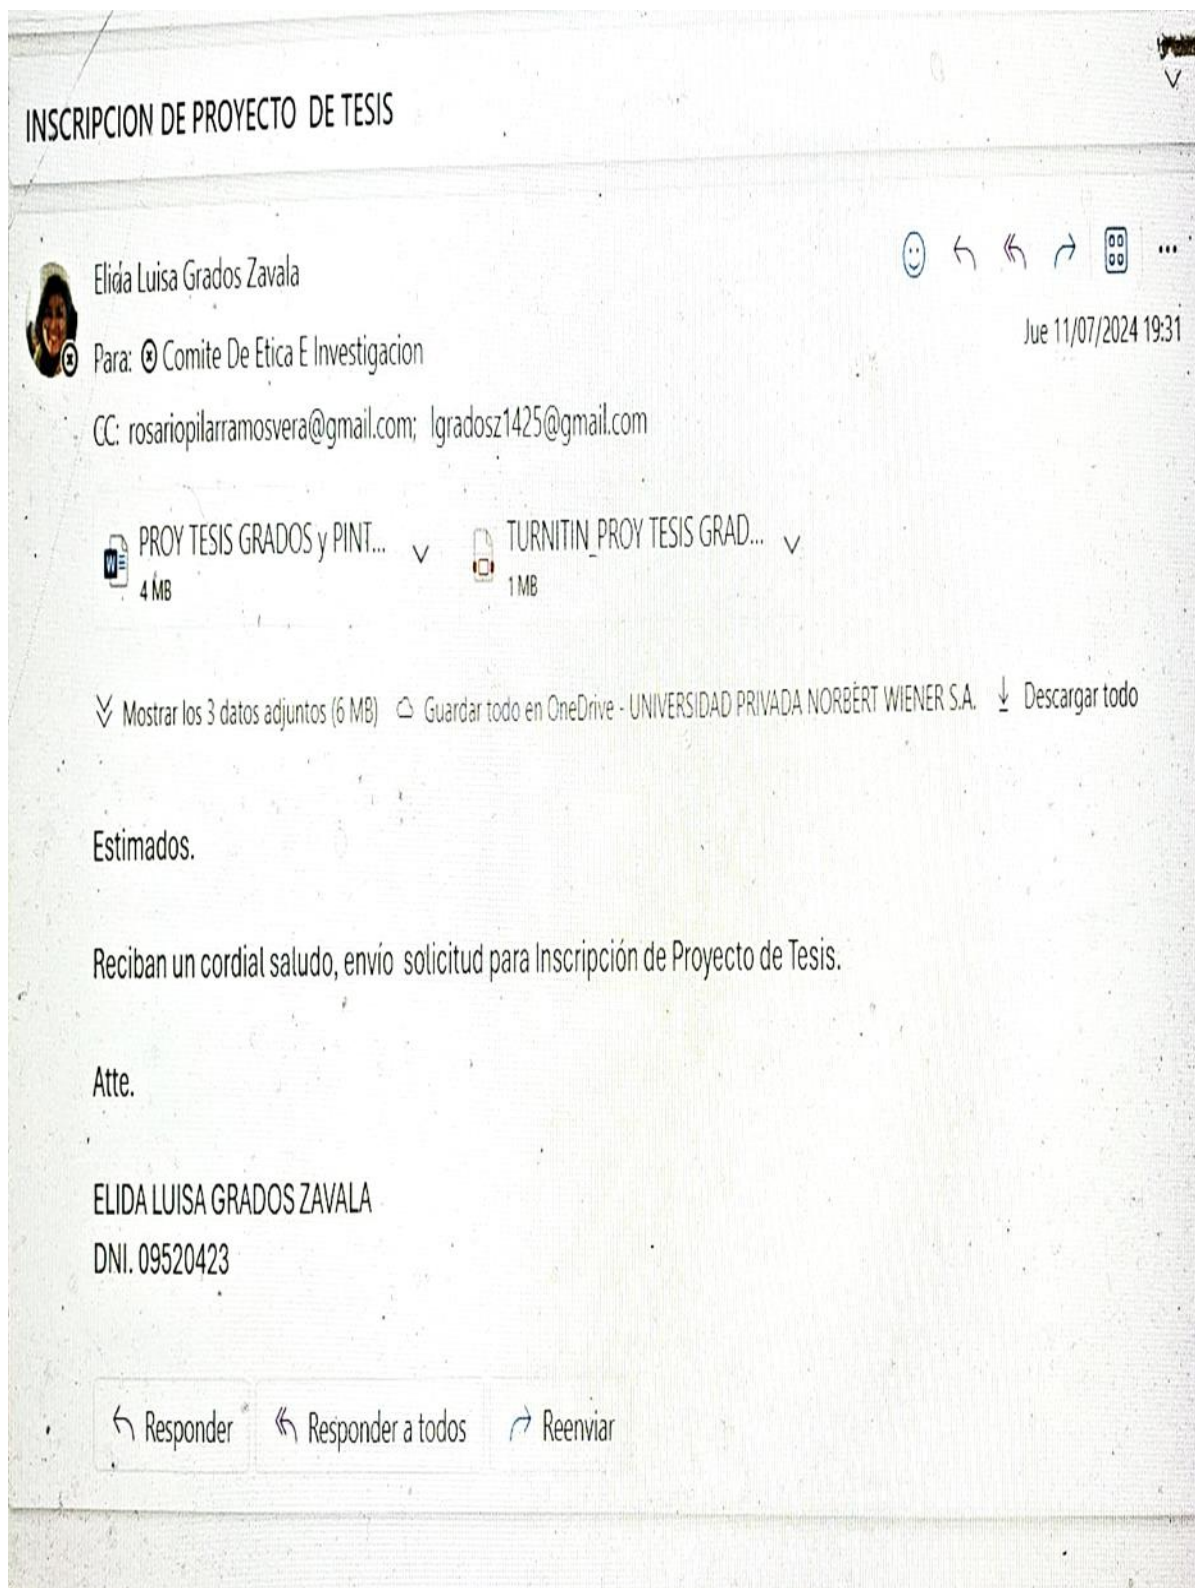 INSCRIPCION DE PROYECTO DE TESIS
Elida Luisa Grados Zavala
Para: Comite De Etica E Investigacion
Jue 11/07/2024 19:31
CC: rosariopilarramosvera@gmail.com; lgradosz1425@gmail.com
PROY TESIS GRADOS y PINT...
4 MB
TURNITIN_PROY TESIS GRAD...
1 MB
Mostrar los 3 datos adjuntos (6 MB) Guardar todo en OneDrive - UNIVERSIDAD PRIVADA NORBERT WIENER S.A. Descargar todo
Estimados.
Reciban un cordial saludo, envío solicitud para Inscripción de Proyecto de Tesis.
Atte.
ELIDA LUISA GRADOS ZAVALA
DNI. 09520423
Responder Responder a todos Reenviar